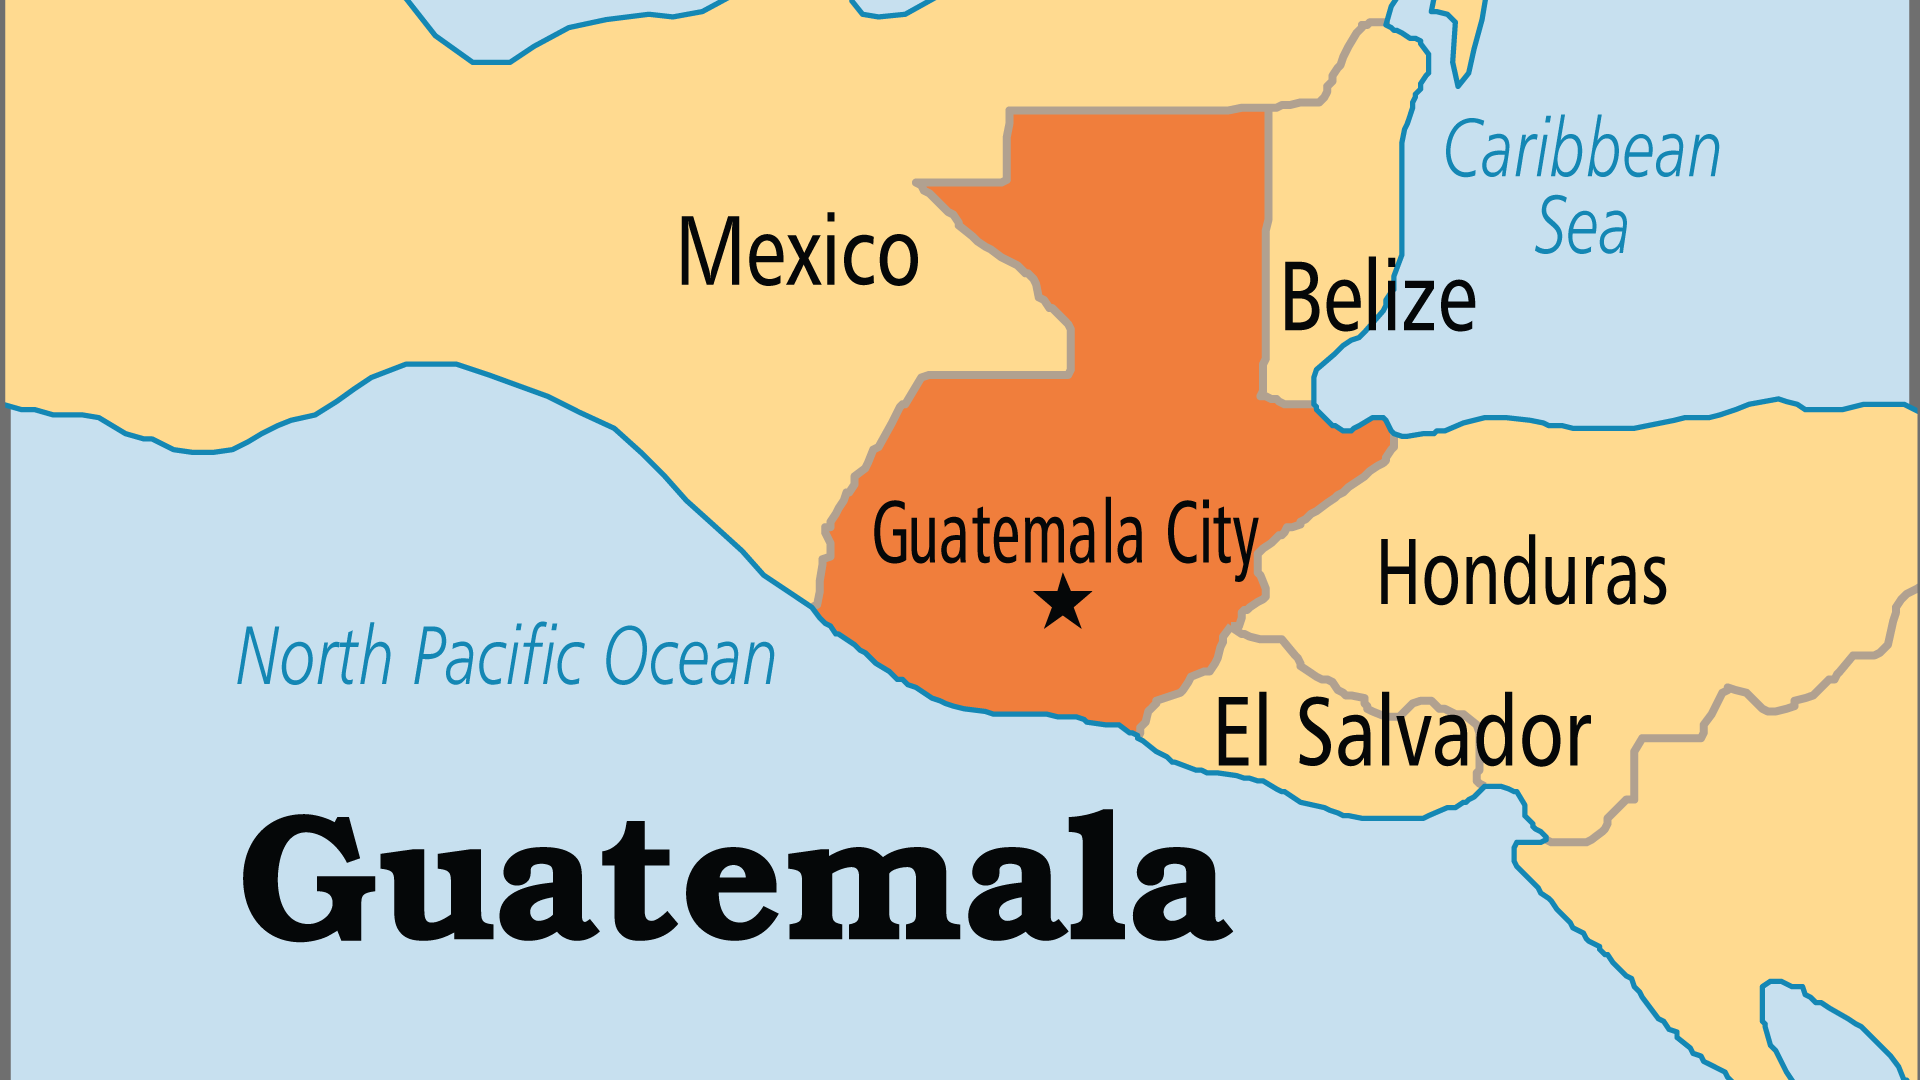 Caribbean
Sea
Mexico
Belize
Guatemala City
Honduras
North Pacific Ocean
El Salvador
Guatemala